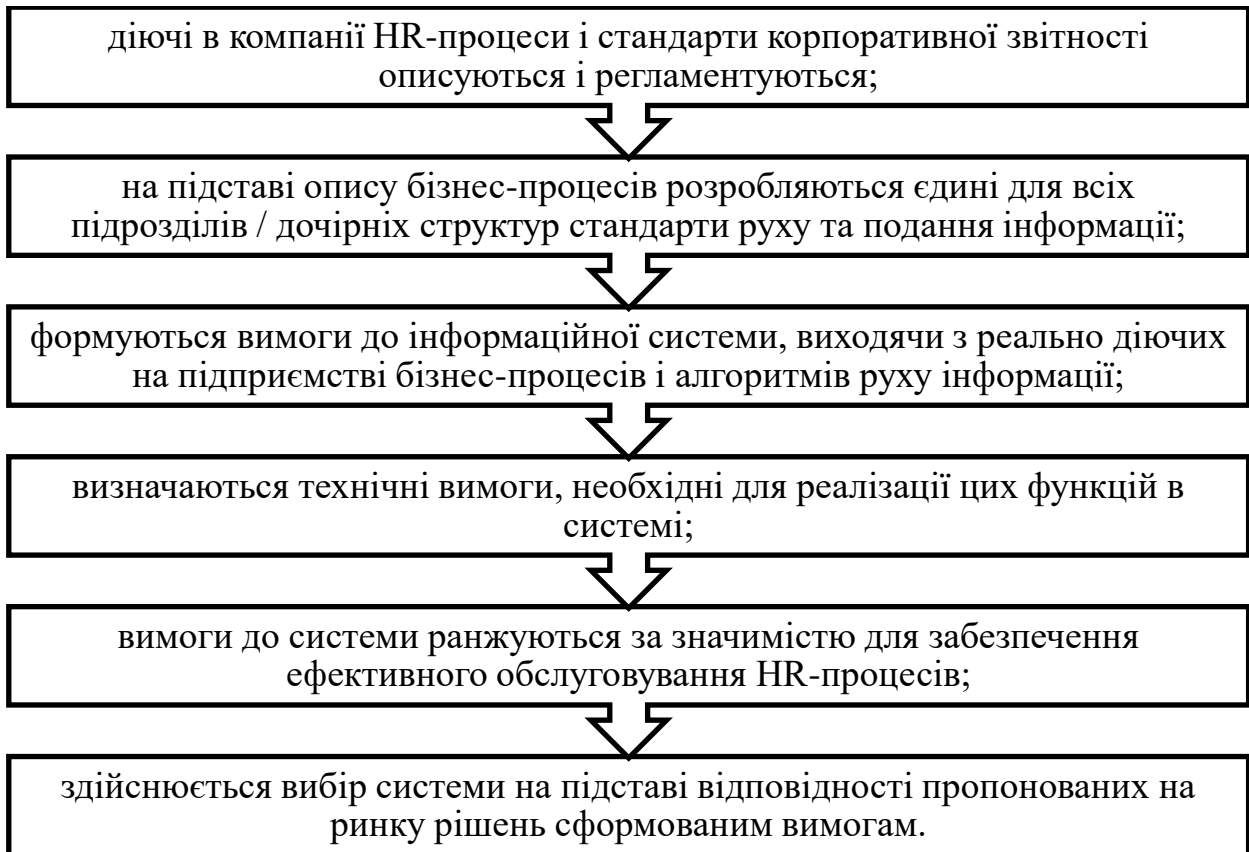 діючі в компанії HR-процеси і стандарти корпоративної звітності
описуються і регламентуються;
на підставі опису бізнес-процесів розробляються єдині для всіх
підрозділів / дочірніх структур стандарти руху та подання інформації;
формуються вимоги до інформаційної системи, виходячи з реально діючих
на підприємстві бізнес-процесів і алгоритмів руху інформації;
визначаються технічні вимоги, необхідні для реалізації цих функцій в
системі;
вимоги до системи ранжуються за значимістю для забезпечення
ефективного обслуговування HR-процесів;
здійснюється вибір системи на підставі відповідності пропонованих на
ринку рішень сформованим вимогам.